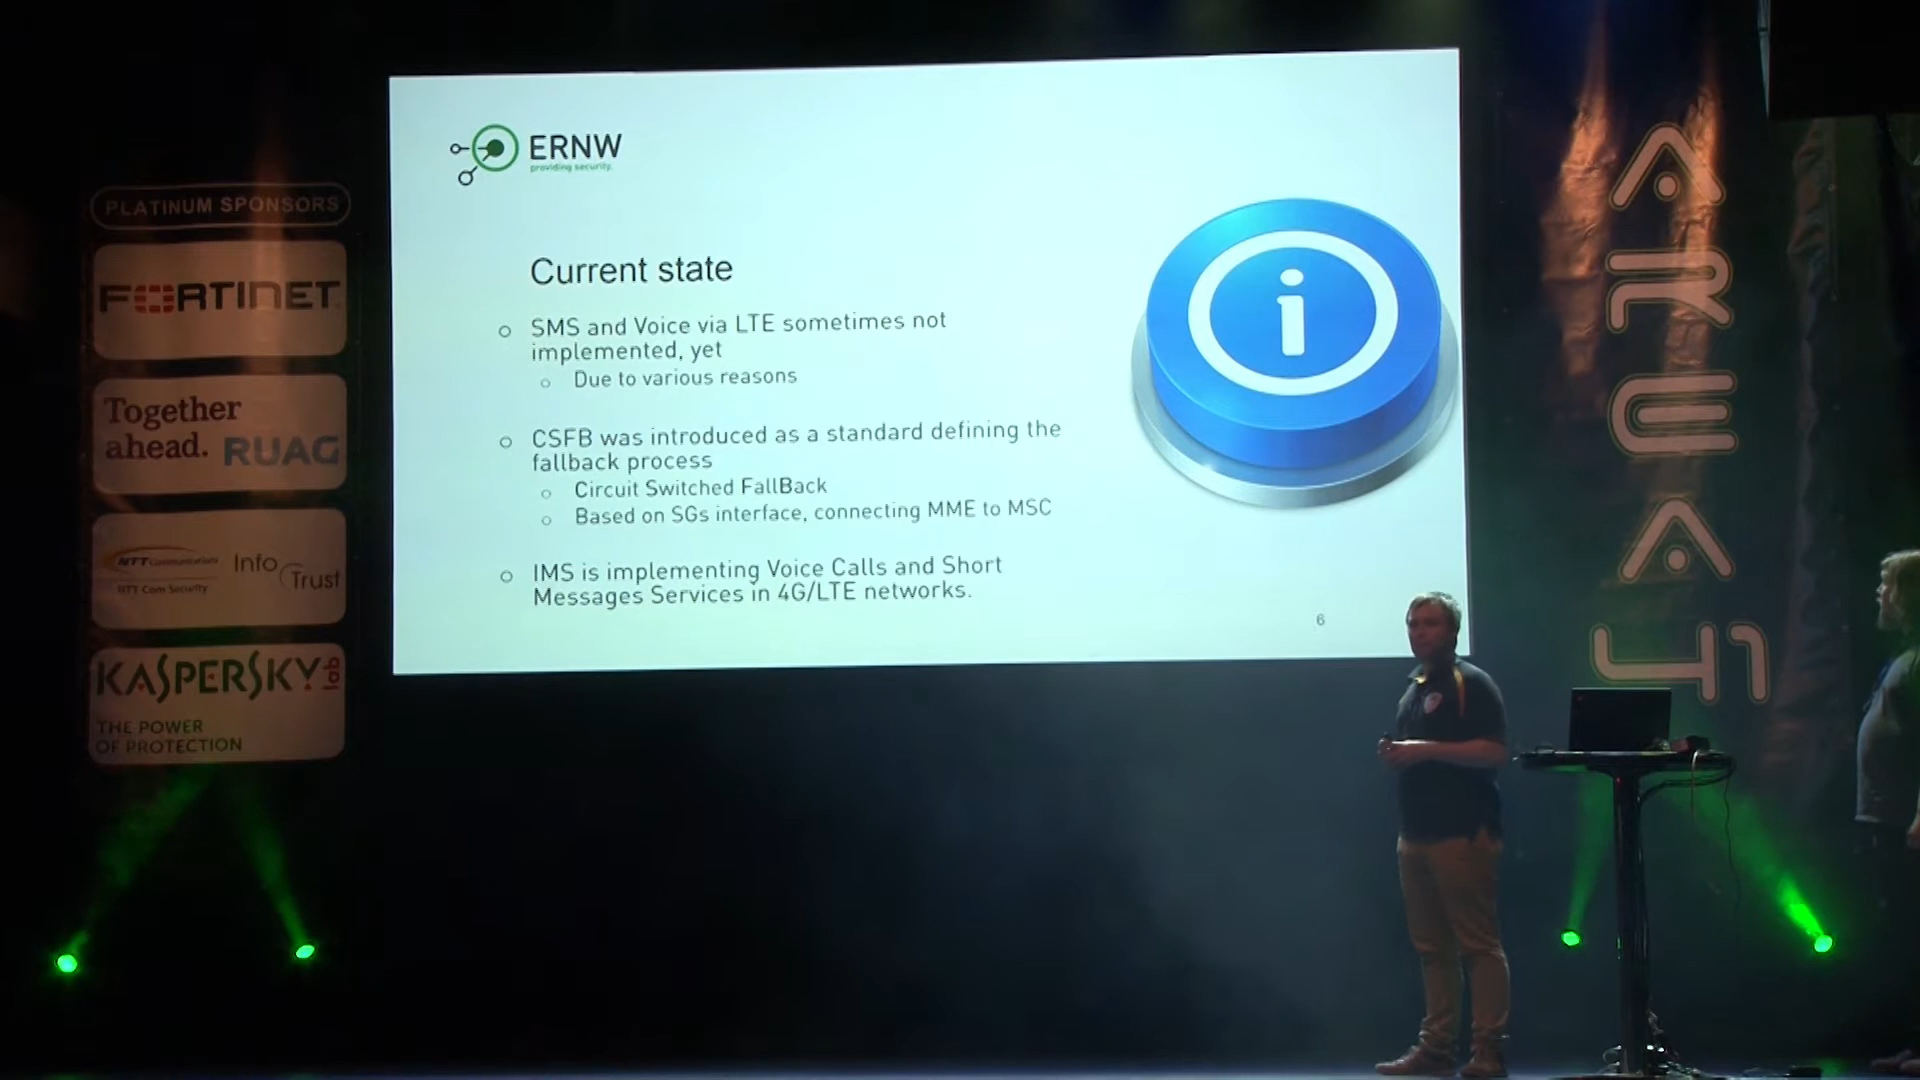 PLATINUM SPONSORS
FORTINET
Together
ahead. RUAG
NTT Communications
NTT Com Security
Info
Trust
KASPERSKY lab
THE POWER
OF PROTECTION
ERNW
providing security.
Current state
SMS and Voice via LTE sometimes not
implemented, yet
Due to various reasons
CSFB was introduced as a standard defining the
fallback process
Circuit Switched FallBack
Based on SGs interface, connecting MME to MSC
IMS is implementing Voice Calls and Short
Messages Services in 4G/LTE networks.
6
i
AREA41